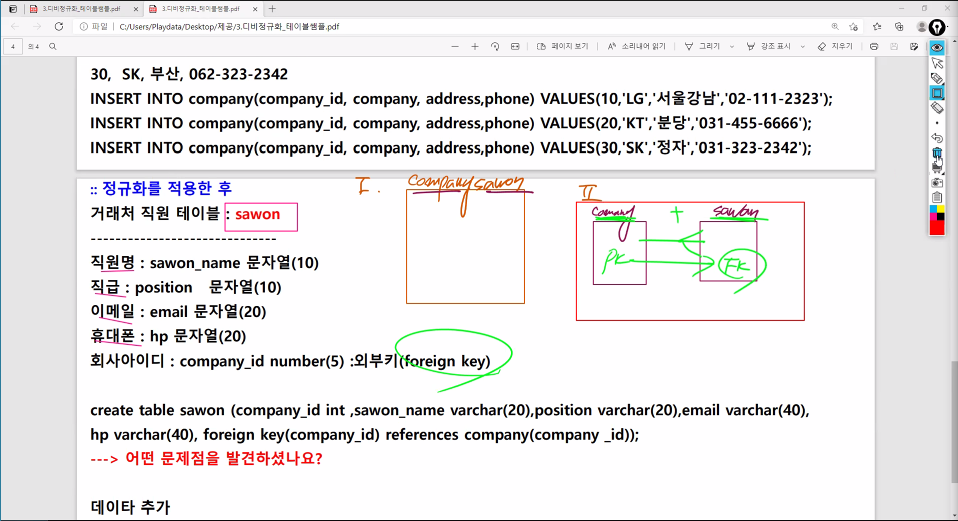 3.디비정규화_테이블샘플.pdf
3.디비정규화_테이블샘플.pdf
파일 | C:/Users/Playdata/Desktop/제공/3.디비정규화_테이블샘플.pdf
4 의4 페이지 보기 소리내어 읽기 그리기 강조 표시 지우기
30, SK, 부산, 062-323-2342
INSERT INTO company(company_id, company, address,phone) VALUES(10,'LG','서울강남','02-111-2323');
INSERT INTO company(company_id, company, address,phone) VALUES(20,'KT','분당','031-455-6666');
INSERT INTO company(company_id, company, address,phone) VALUES(30,'SK','정자','031-323-2342');
:: 정규화를 적용한 후
I. company sawon
II
거래처 직원 테이블 : sawon
company + sawon
------------------------------
직원명 : sawon_name 문자열(10)
PK FK
직급 : position 문자열(10)
이메일 : email 문자열(20)
휴대폰 : hp 문자열(20)
회사아이디 : company_id number(5) :외부키(foreign key)
create table sawon (company_id int ,sawon_name varchar(20),position varchar(20),email varchar(40),
hp varchar(40), foreign key(company_id) references company(company _id));
---> 어떤 문제점을 발견하셨나요?
데이타 추가